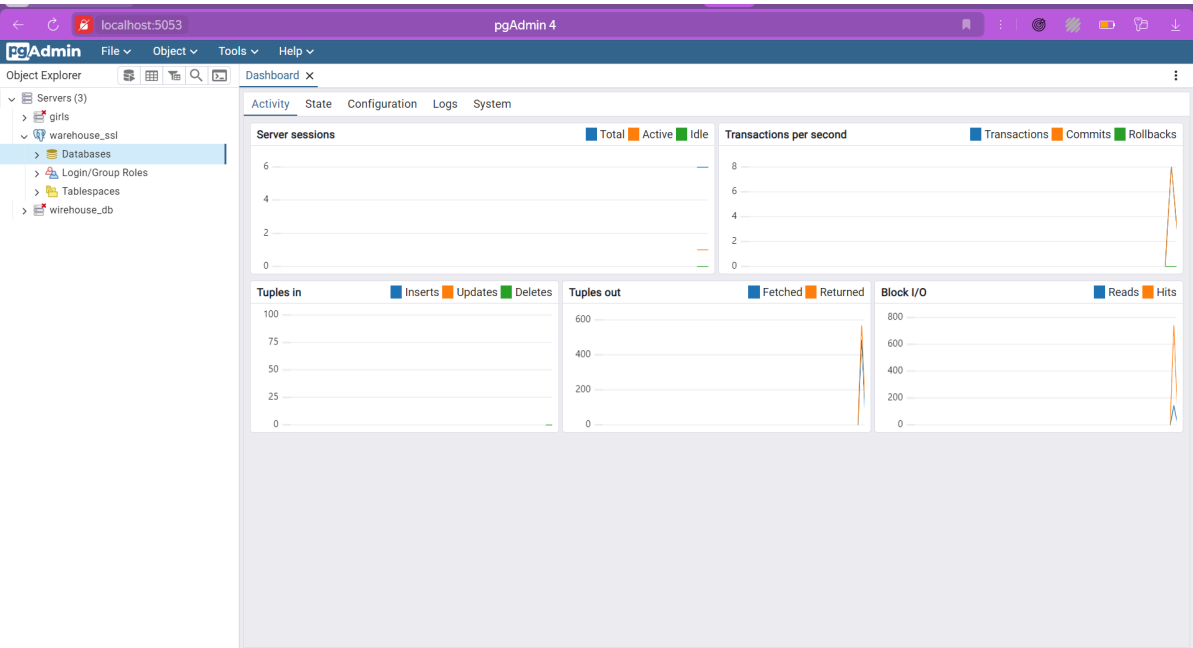 localhost:5053 pgAdmin 4
pgAdmin File Object Tools Help
Object Explorer
Dashboard
Servers (3)
girls
warehouse_ssl
Databases
Login/Group Roles
Tablespaces
wirehouse_db
Activity State Configuration Logs System
Server sessions Total Active Idle
6
4
2
0
Transactions per second Transactions Commits Rollbacks
8
6
4
2
0
Tuples in Inserts Updates Deletes
100
75
50
25
0
Tuples out Fetched Returned
600
400
200
0
Block I/O Reads Hits
800
600
400
200
0